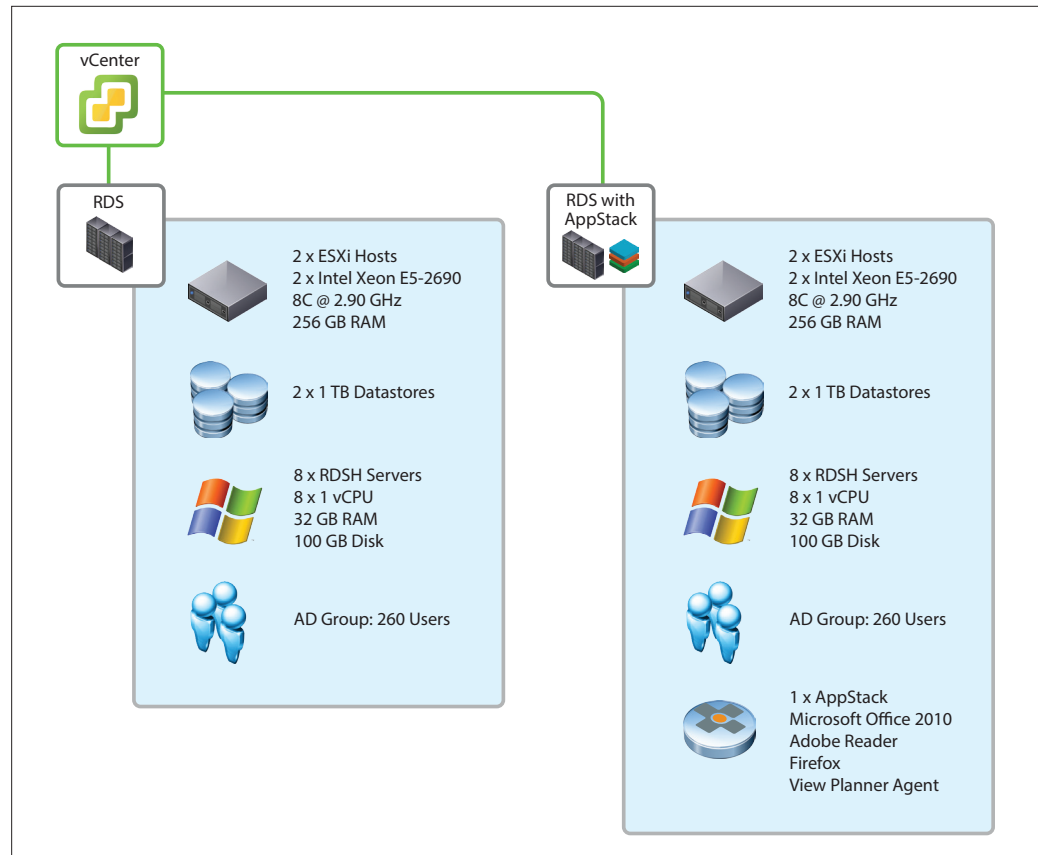 vCenter
RDS
2 x ESXi Hosts
2 x Intel Xeon E5-2690
8C @ 2.90 GHz
256 GB RAM
2 x 1 TB Datastores
8 x RDSH Servers
8 x 1 vCPU
32 GB RAM
100 GB Disk
AD Group: 260 Users
RDS with
AppStack
2 x ESXi Hosts
2 x Intel Xeon E5-2690
8C @ 2.90 GHz
256 GB RAM
2 x 1 TB Datastores
8 x RDSH Servers
8 x 1 vCPU
32 GB RAM
100 GB Disk
AD Group: 260 Users
1 x AppStack
Microsoft Office 2010
Adobe Reader
Firefox
View Planner Agent